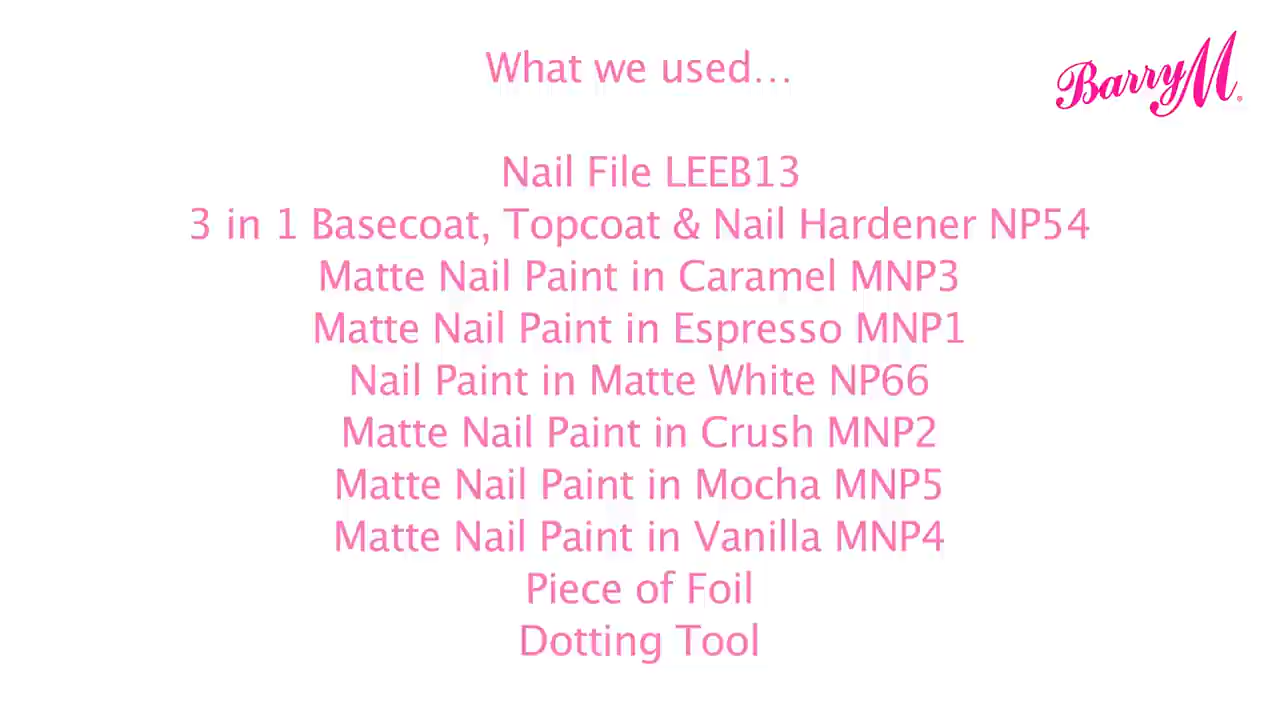 What we used...
Barry M.
Nail File LEEB13
3 in 1 Basecoat, Topcoat & Nail Hardener NP54
Matte Nail Paint in Caramel MNP3
Matte Nail Paint in Espresso MNP1
Nail Paint in Matte White NP66
Matte Nail Paint in Crush MNP2
Matte Nail Paint in Mocha MNP5
Matte Nail Paint in Vanilla MNP4
Piece of Foil
Dotting Tool